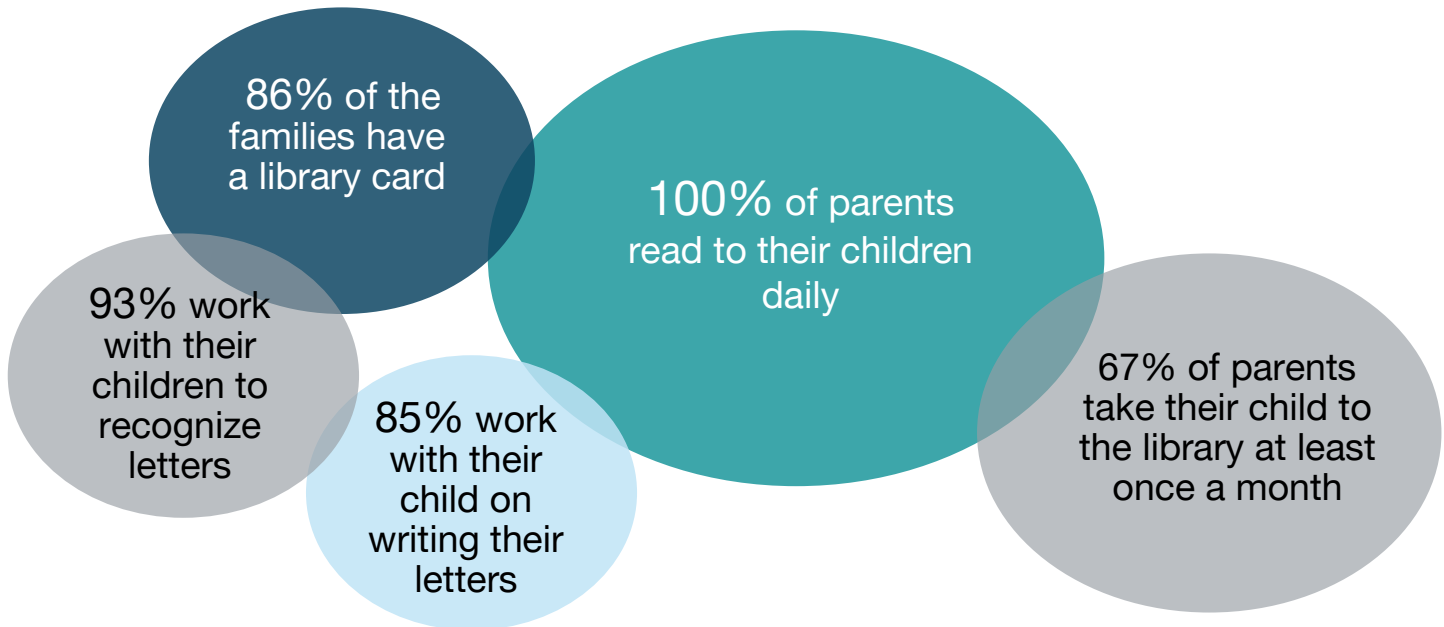 86% of the
families have
a library card
100% of parents
read to their children
daily
93% work
with their
children to
recognize
letters
85% work
with their
child on
writing their
letters
67% of parents
take their child to
the library at least
once a month